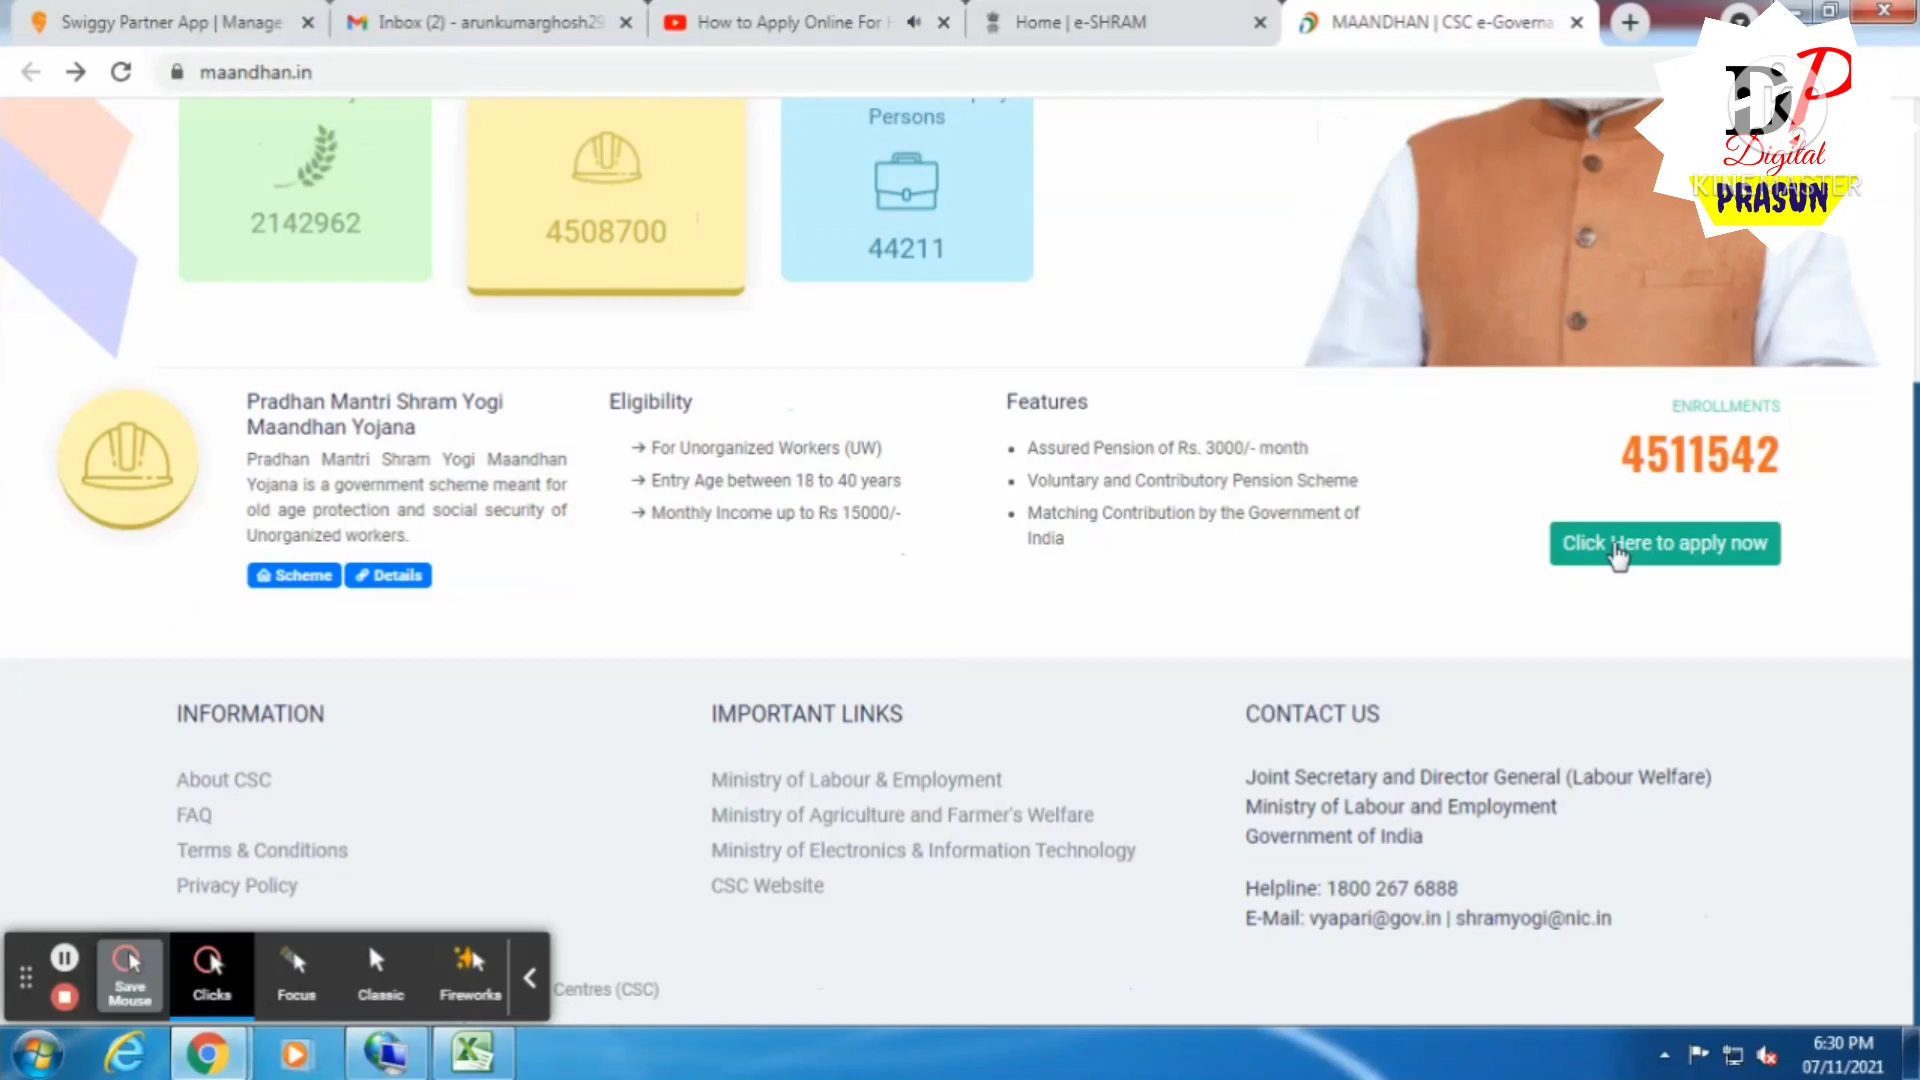 Swiggy Partner App | Manage
Inbox (2) - arunkumarghosh29
How to Apply Online For
Home | e-SHRAM
MAANDHAN | CSC e-Governa
maandhan.in
DP
Digital
KINEMASTER
PRASUN
Persons
2142962
4508700
44211
Pradhan Mantri Shram Yogi
Maandhan Yojana
Pradhan Mantri Shram Yogi Maandhan
Yojana is a government scheme meant for
old age protection and social security of
Unorganized workers.
Scheme
Details
Eligibility
→ For Unorganized Workers (UW)
→ Entry Age between 18 to 40 years
→ Monthly Income up to Rs 15000/-
Features
• Assured Pension of Rs. 3000/- month
• Voluntary and Contributory Pension Scheme
• Matching Contribution by the Government of
India
ENROLLMENTS
4511542
Click Here to apply now
INFORMATION
About CSC
FAQ
Terms & Conditions
Privacy Policy
IMPORTANT LINKS
Ministry of Labour & Employment
Ministry of Agriculture and Farmer's Welfare
Ministry of Electronics & Information Technology
CSC Website
CONTACT US
Joint Secretary and Director General (Labour Welfare)
Ministry of Labour and Employment
Government of India
Helpline: 1800 267 6888
E-Mail: vyapari@gov.in | shramyogi@nic.in
Save
Mouse
Clicks
Focus
Classic
Fireworks
Centres (CSC)
6:30 PM
07/11/2021